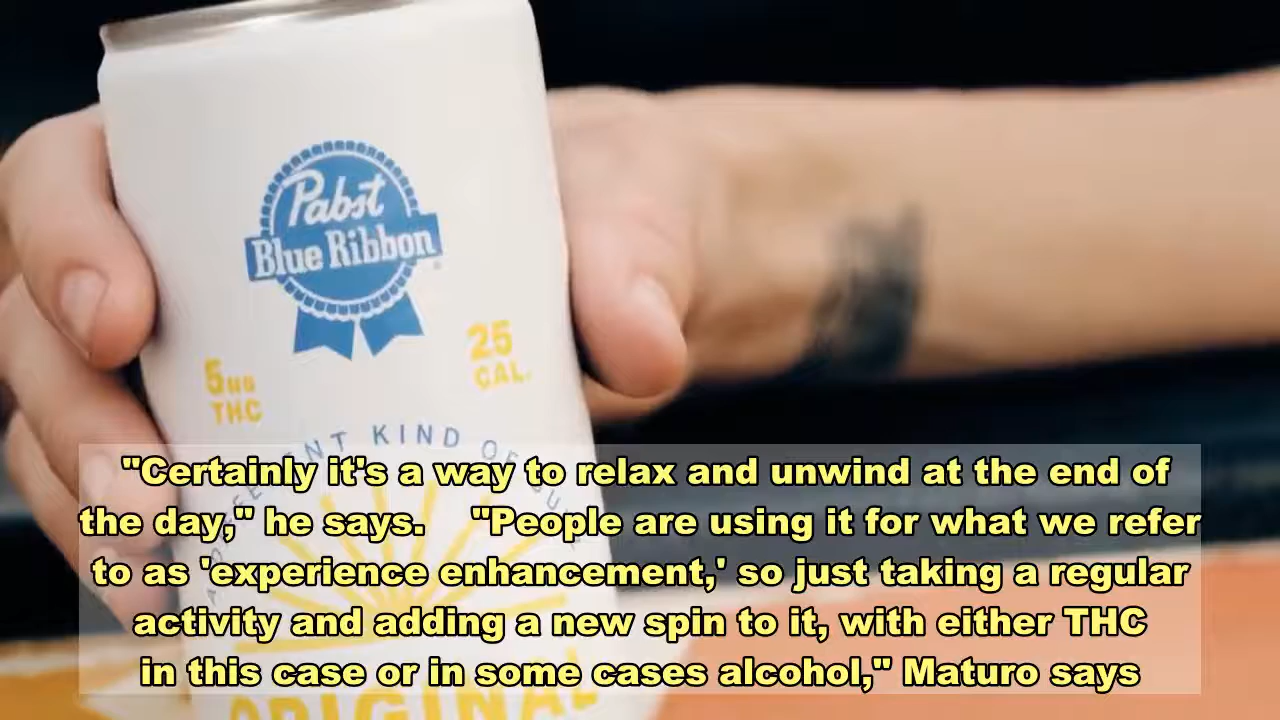 Pabst
Blue Ribbon
25
CAL.
5MG
THC
KIND OF
"Certainly it's a way to relax and unwind at the end of
the day," he says. "People are using it for what we refer
to as 'experience enhancement,' so just taking a regular
activity and adding a new spin to it, with either THC
in this case or in some cases alcohol," Maturo says
ORIGINAL